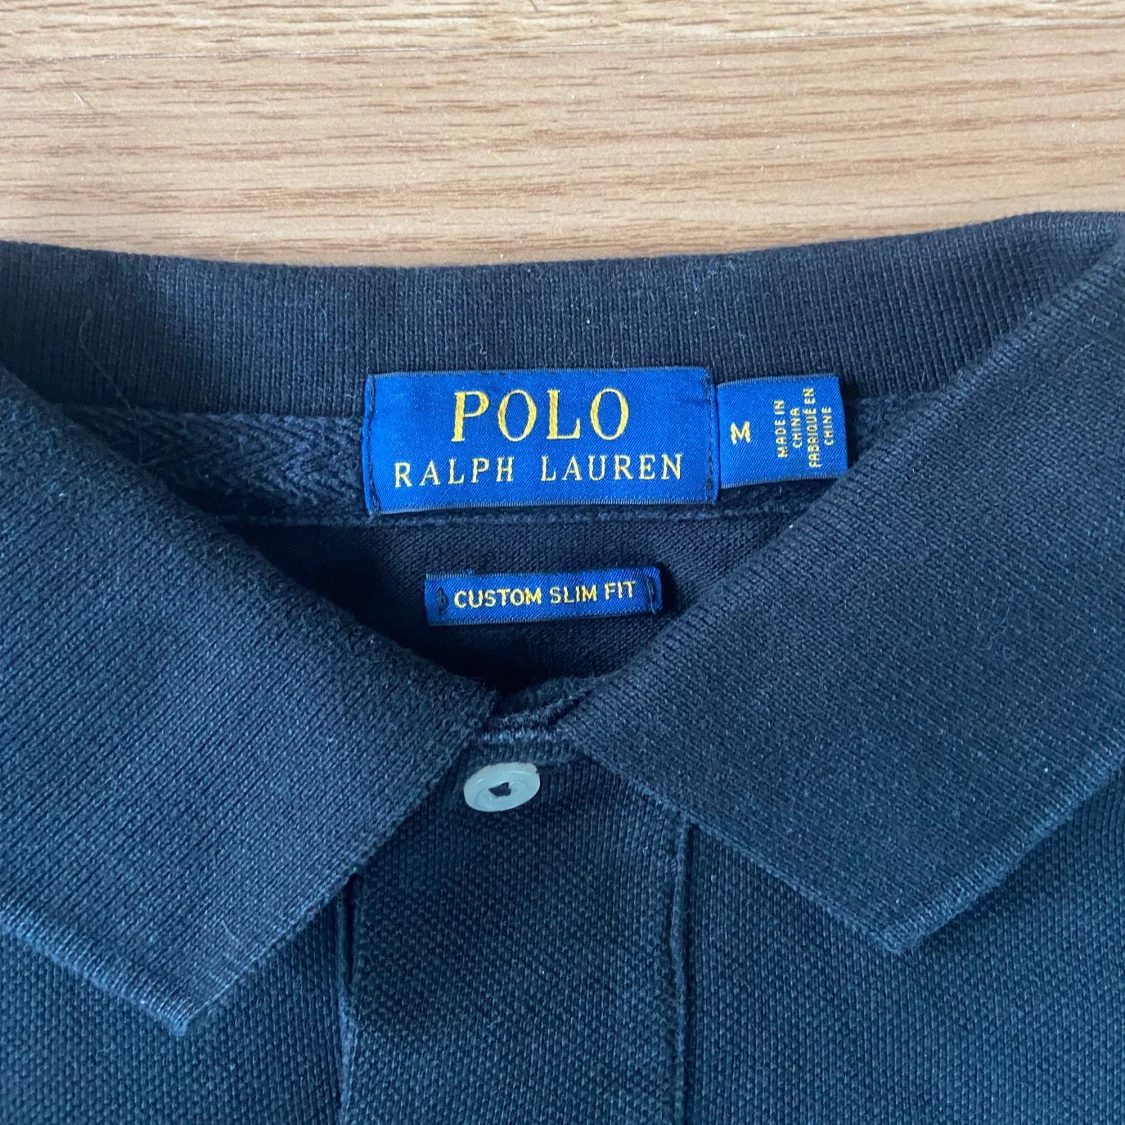 POLO
RALPH LAUREN
M
MADE IN
CHINA
FABRIQUÉ EN
CHINE
CUSTOM SLIM FIT